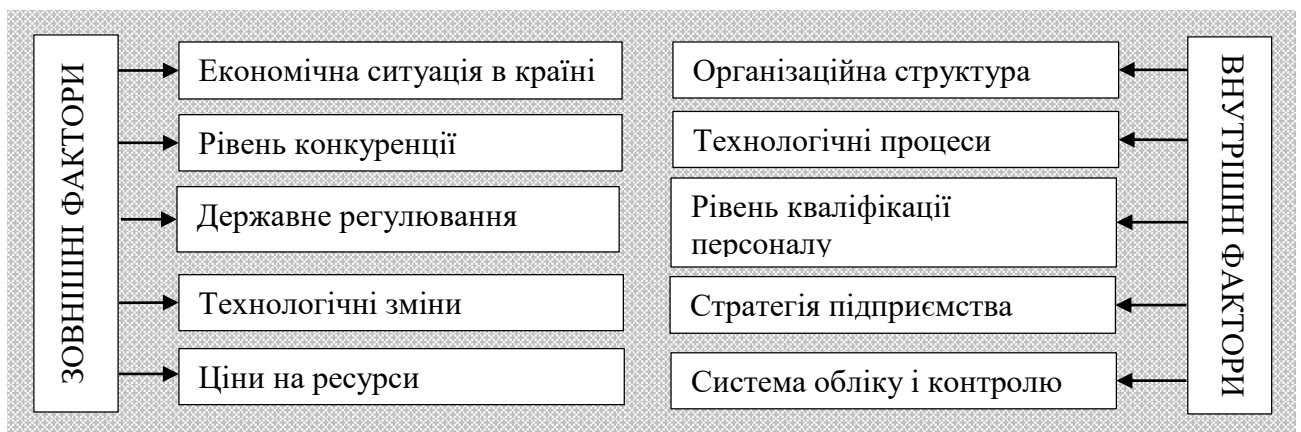 ЗОВНІШНІ ФАКТОРИ
Економічна ситуація в країні
Рівень конкуренції
Державне регулювання
Технологічні зміни
Ціни на ресурси
Організаційна структура
Технологічні процеси
Рівень кваліфікації
персоналу
Стратегія підприємства
Система обліку і контролю
ВНУТРІШНІ ФАКТОРИ